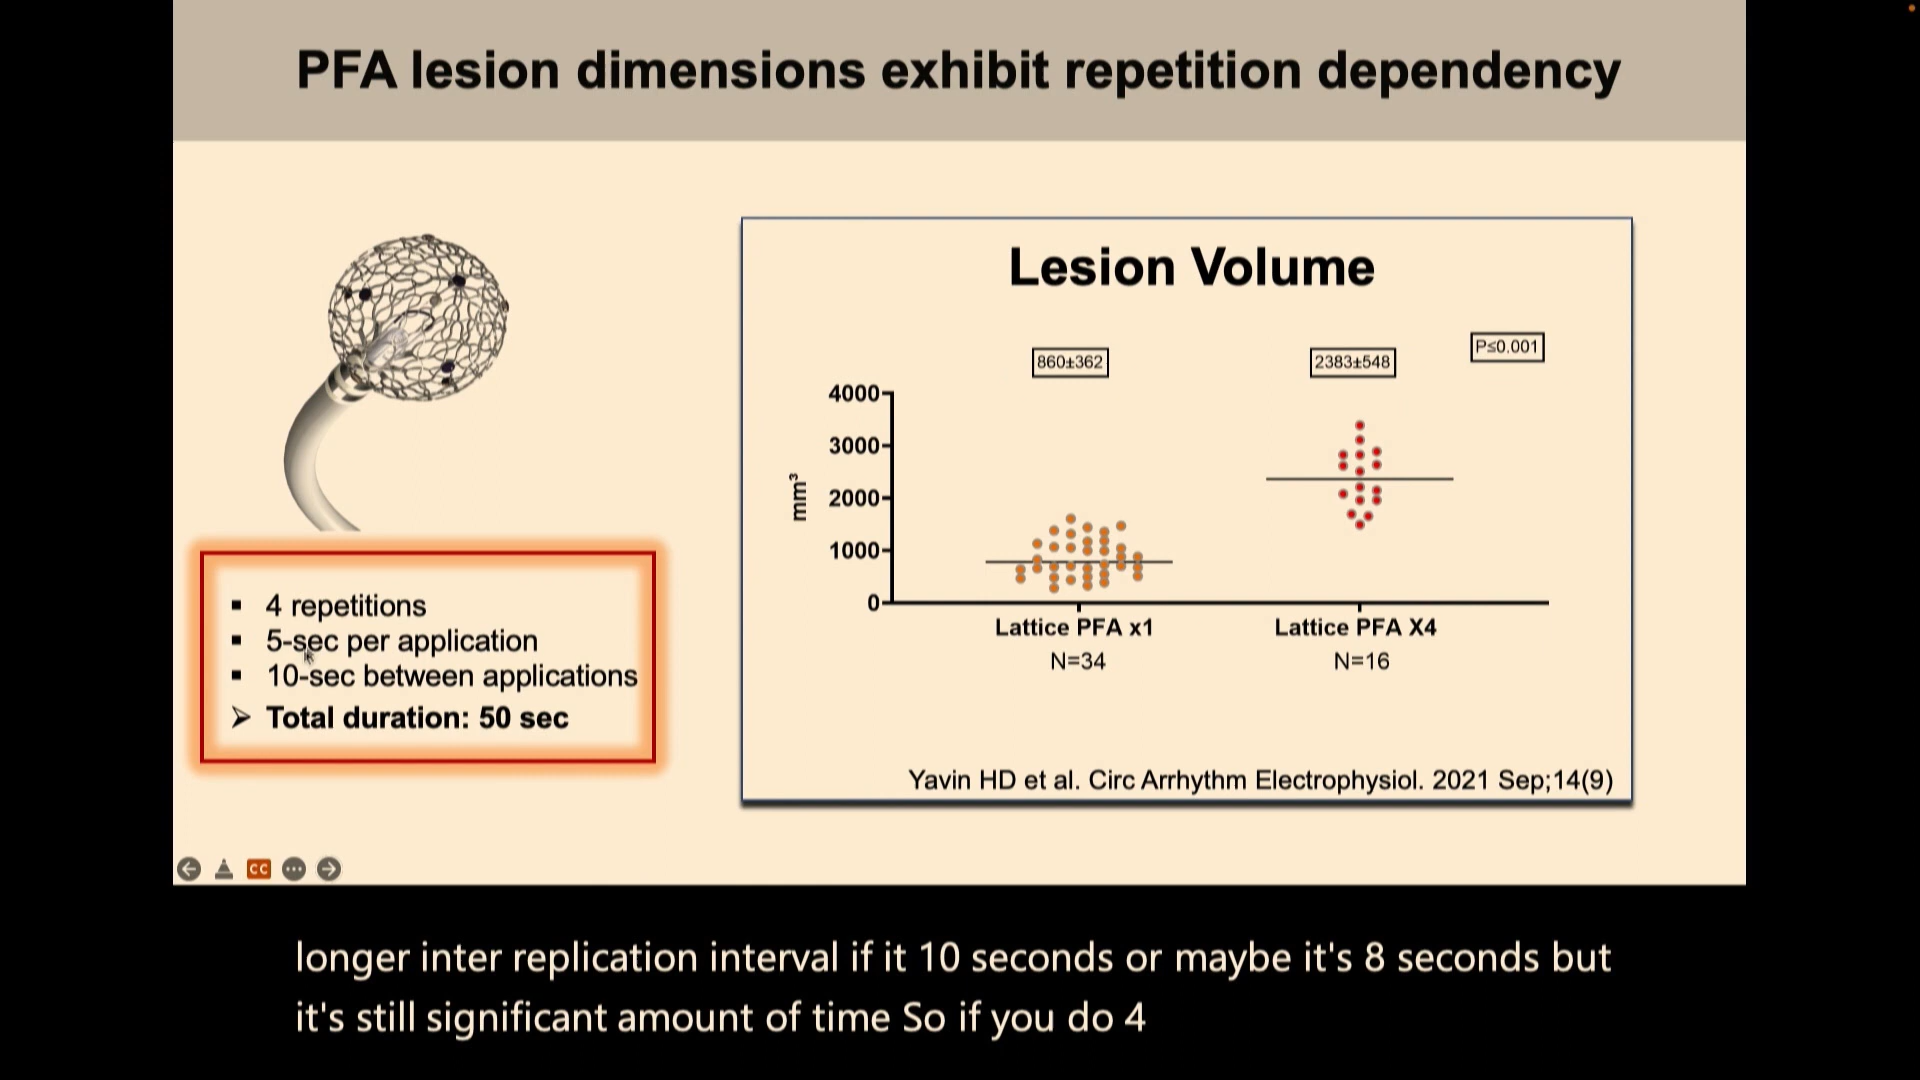 PFA lesion dimensions exhibit repetition dependency
4 repetitions
5-sec per application
10-sec between applications
Total duration: 50 sec
Lesion Volume
860±362
2383±548
P≤0.001
4000
3000
2000
1000
0
mm³
Lattice PFA x1
Lattice PFA X4
N=34
N=16
Yavin HD et al. Circ Arrhythm Electrophysiol. 2021 Sep;14(9)
CC
longer inter replication interval if it 10 seconds or maybe it's 8 seconds but
it's still significant amount of time So if you do 4